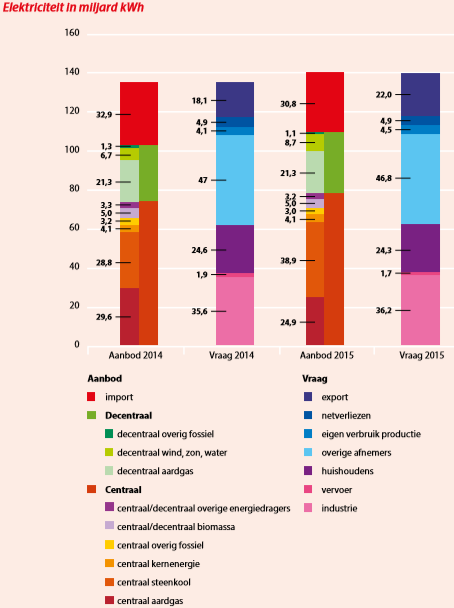 Elektriciteit in miljard kWh
160
140
120
100
80
60
40
20
0
32,9
1,3
6,7
21,3
3,3
5,0
3,2
4,1
28,8
29,6
18,1
4,9
4,1
47
24,6
1,9
35,6
30,8
1,1
8,7
21,3
3,2
5,0
3,0
4,1
38,9
24,9
22,0
4,9
4,5
46,8
24,3
1,7
36,2
Aanbod 2014
Vraag 2014
Aanbod 2015
Vraag 2015
Aanbod
import
Decentraal
decentraal overig fossiel
decentraal wind, zon, water
decentraal aardgas
Centraal
centraal/decentraal overige energiedragers
centraal/decentraal biomassa
centraal overig fossiel
centraal kernenergie
centraal steenkool
centraal aardgas
Vraag
export
netverliezen
eigen verbruik productie
overige afnemers
huishoudens
vervoer
industrie